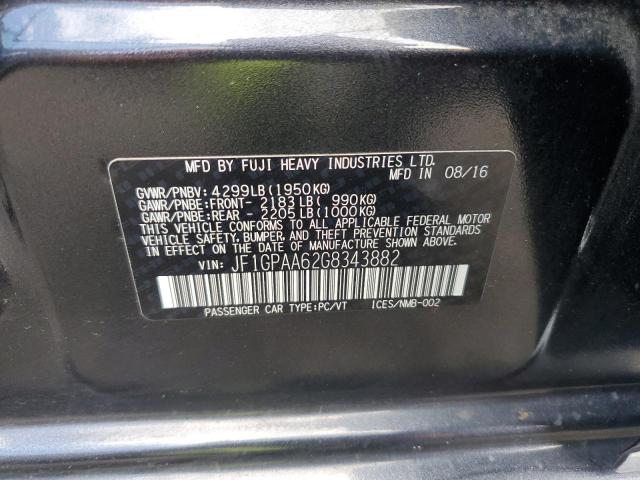 MFD BY FUJI HEAVY INDUSTRIES LTD.
MFD IN 08/16
GVWR/PNBV: 4299LB(1950KG)
GAWR/PNBE:FRONT- 2183LB( 990KG)
GAWR/PNBE:REAR - 2205LB(1000KG)
THIS VEHICLE CONFORMS TO ALL APPLICABLE FEDERAL MOTOR
VEHICLE SAFETY, BUMPER, AND THEFT PREVENTION STANDARDS
IN EFFECT ON THE DATE OF MANUFACTURE SHOWN ABOVE.
VIN: JF1GPAA62G8343882
PASSENGER CAR TYPE:PC/VT ICES/NMB-002